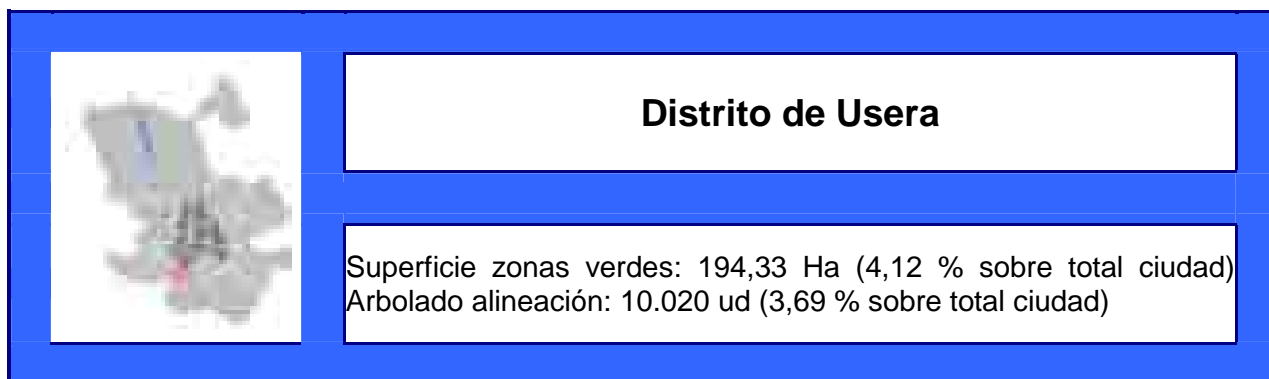 Distrito de Usera
Superficie zonas verdes: 194,33 Ha (4,12 % sobre total ciudad)
Arbolado alineación: 10.020 ud (3,69 % sobre total ciudad)